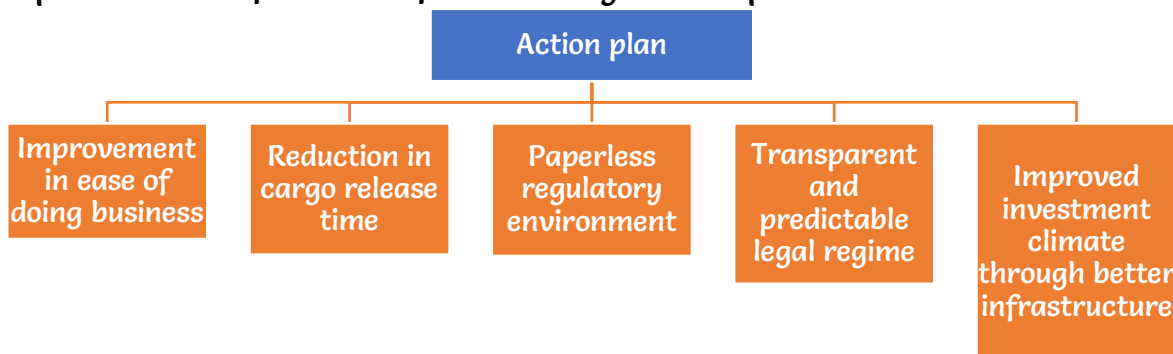 Action plan
Improvement
in ease of
doing business
Reduction in
cargo release
time
Paperless
regulatory
environment
Transparent
and
predictable
legal regime
Improved
investment
climate
through better
infrastructure